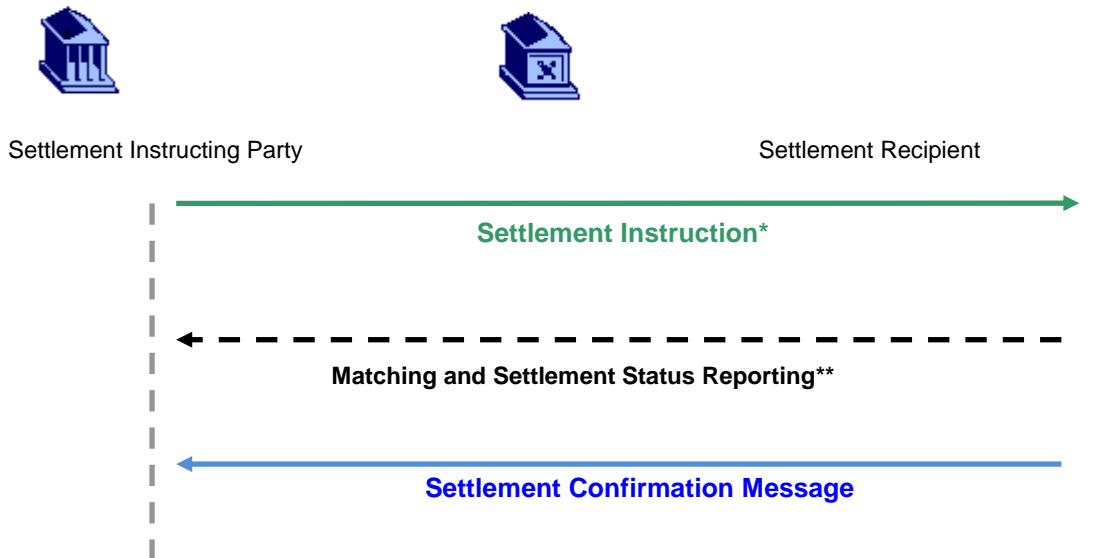 Settlement Instructing Party
Settlement Recipient
Settlement Instruction*
Matching and Settlement Status Reporting**
Settlement Confirmation Message